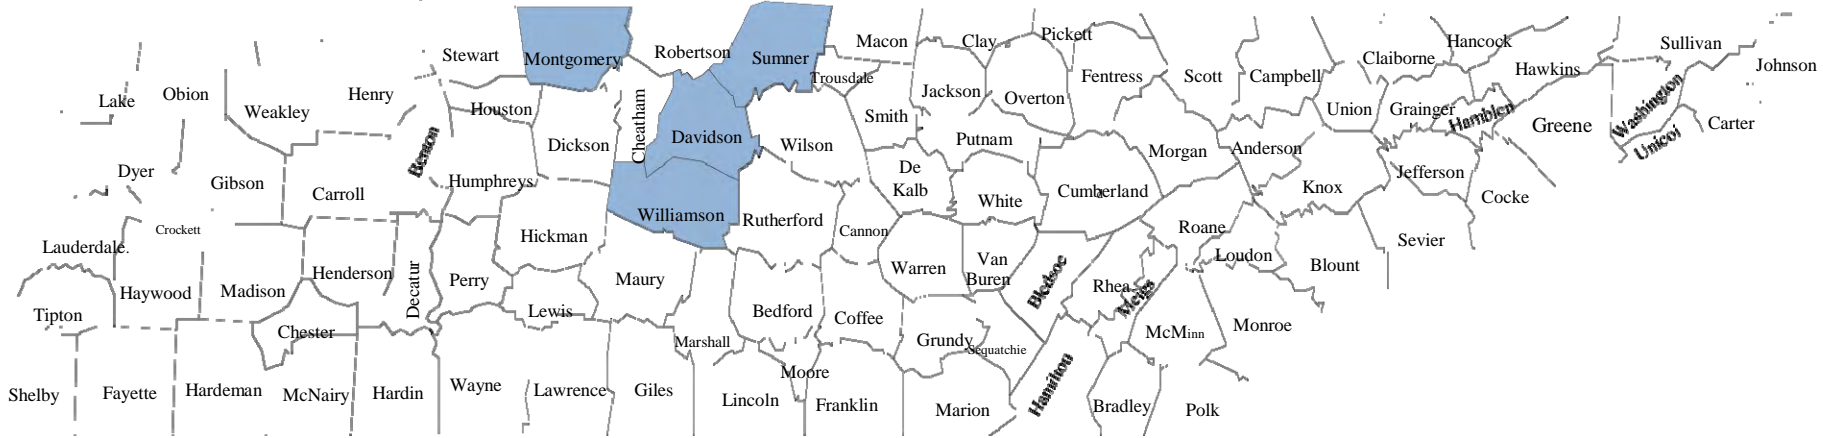 Stewart
Montgomery
Robertson
Sumner
Macon
Clay
Pickett
Trousdale
Fentress
Scott
Campbell
Claiborne
Hancock
Hawkins
Sullivan
Johnson
Lake
Obion
Weakley
Henry
Houston
Cheatham
Dickson
Davidson
Wilson
Smith
Jackson
Overton
Putnam
Union
Grainger
Hamblen
Greene
Washington
Unicoi
Carter
Dyer
Gibson
Carroll
Benton
Humphreys
Williamson
Rutherford
De
Kalb
White
Cumberland
Morgan
Anderson
Knox
Jefferson
Cocke
Crockett
Lauderdale.
Hickman
Cannon
Roane
Loudon
Sevier
Blount
Haywood
Madison
Henderson
Decatur
Perry
Lewis
Maury
Warren
Van
Buren
Bledsoe
Rhea
Meigs
Tipton
Chester
Bedford
Coffee
Marshall
Grundy
Sequatchie
McMinn
Monroe
Shelby
Fayette
Hardeman
McNairy
Hardin
Wayne
Lawrence
Giles
Lincoln
Moore
Franklin
Marion
Hamilton
Bradley
Polk